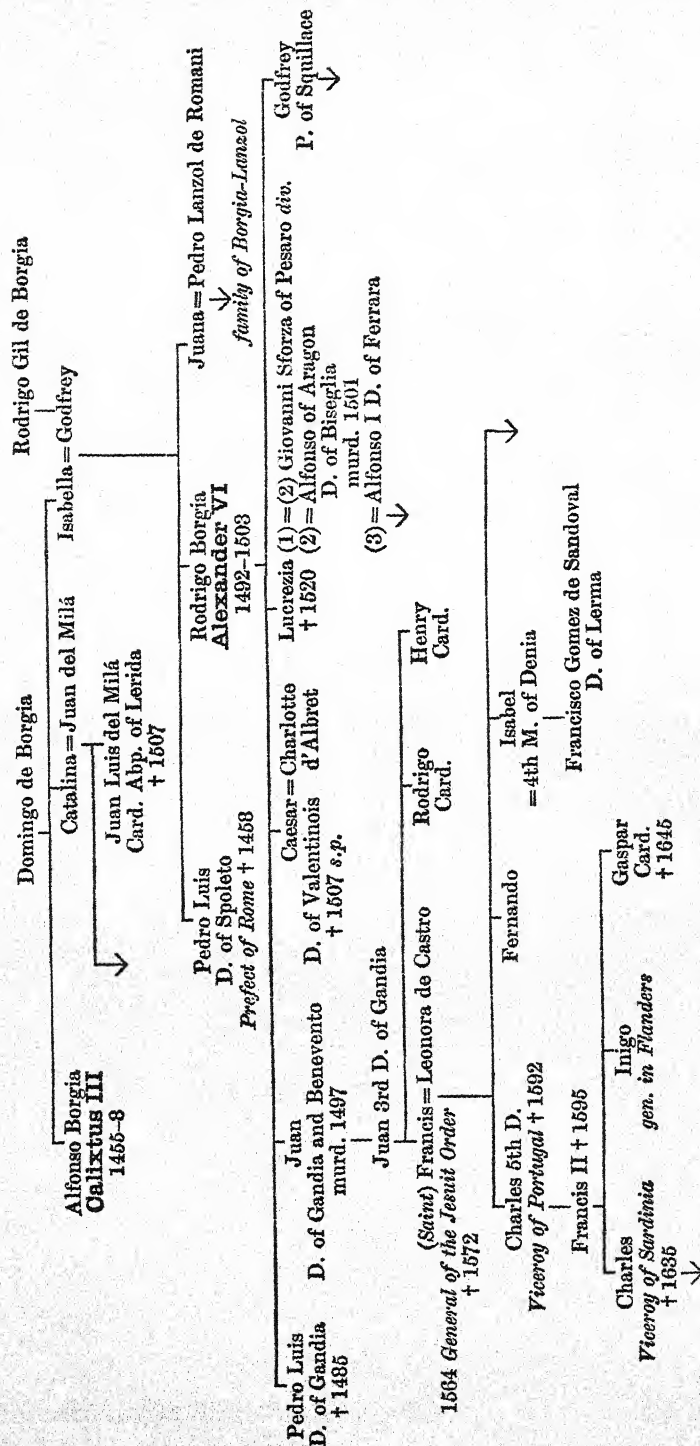 Domingo de Borgia
Rodrigo Gil de Borgia
Alfonso Borgia
Calixtus III
1455–8
Catalina=Juan del Milá
Isabella=Godfrey
Juan Luis del Milá
Card. Abp. of Lerida
†1507
Pedro Luis
D. of Spoleto
Prefect of Rome †1458
Rodrigo Borgia
Alexander VI
1492–1503
Juana=Pedro Lanzol de Romani
family of Borgia-Lanzol
Pedro Luis
D. of Gandia
†1485
Juan
D. of Gandia and Benevento
murd. 1497
Caesar=Charlotte
D. of Valentinois d'Albret
†1507 s.p.
Lucrezia (1)=(2) Giovanni Sforza of Pesaro div.
†1520 (2)=Alfonso of Aragon
D. of Biseglia
murd. 1501
(3)=Alfonso I D. of Ferrara
Godfrey
P. of Squillace
Juan 3rd D. of Gandia
(Saint) Francis=Leonora de Castro
1564 General of the Jesuit Order
†1572
Rodrigo
Card.
Henry
Card.
Charles 5th D.
Viceroy of Portugal †1592
Fernando
Isabel
=4th M. of Denia
Francis II †1595
Francisco Gomez de Sandoval
D. of Lerma
Charles
Viceroy of Sardinia
†1635
Inigo
gen. in Flanders
Gaspar
Card.
†1645